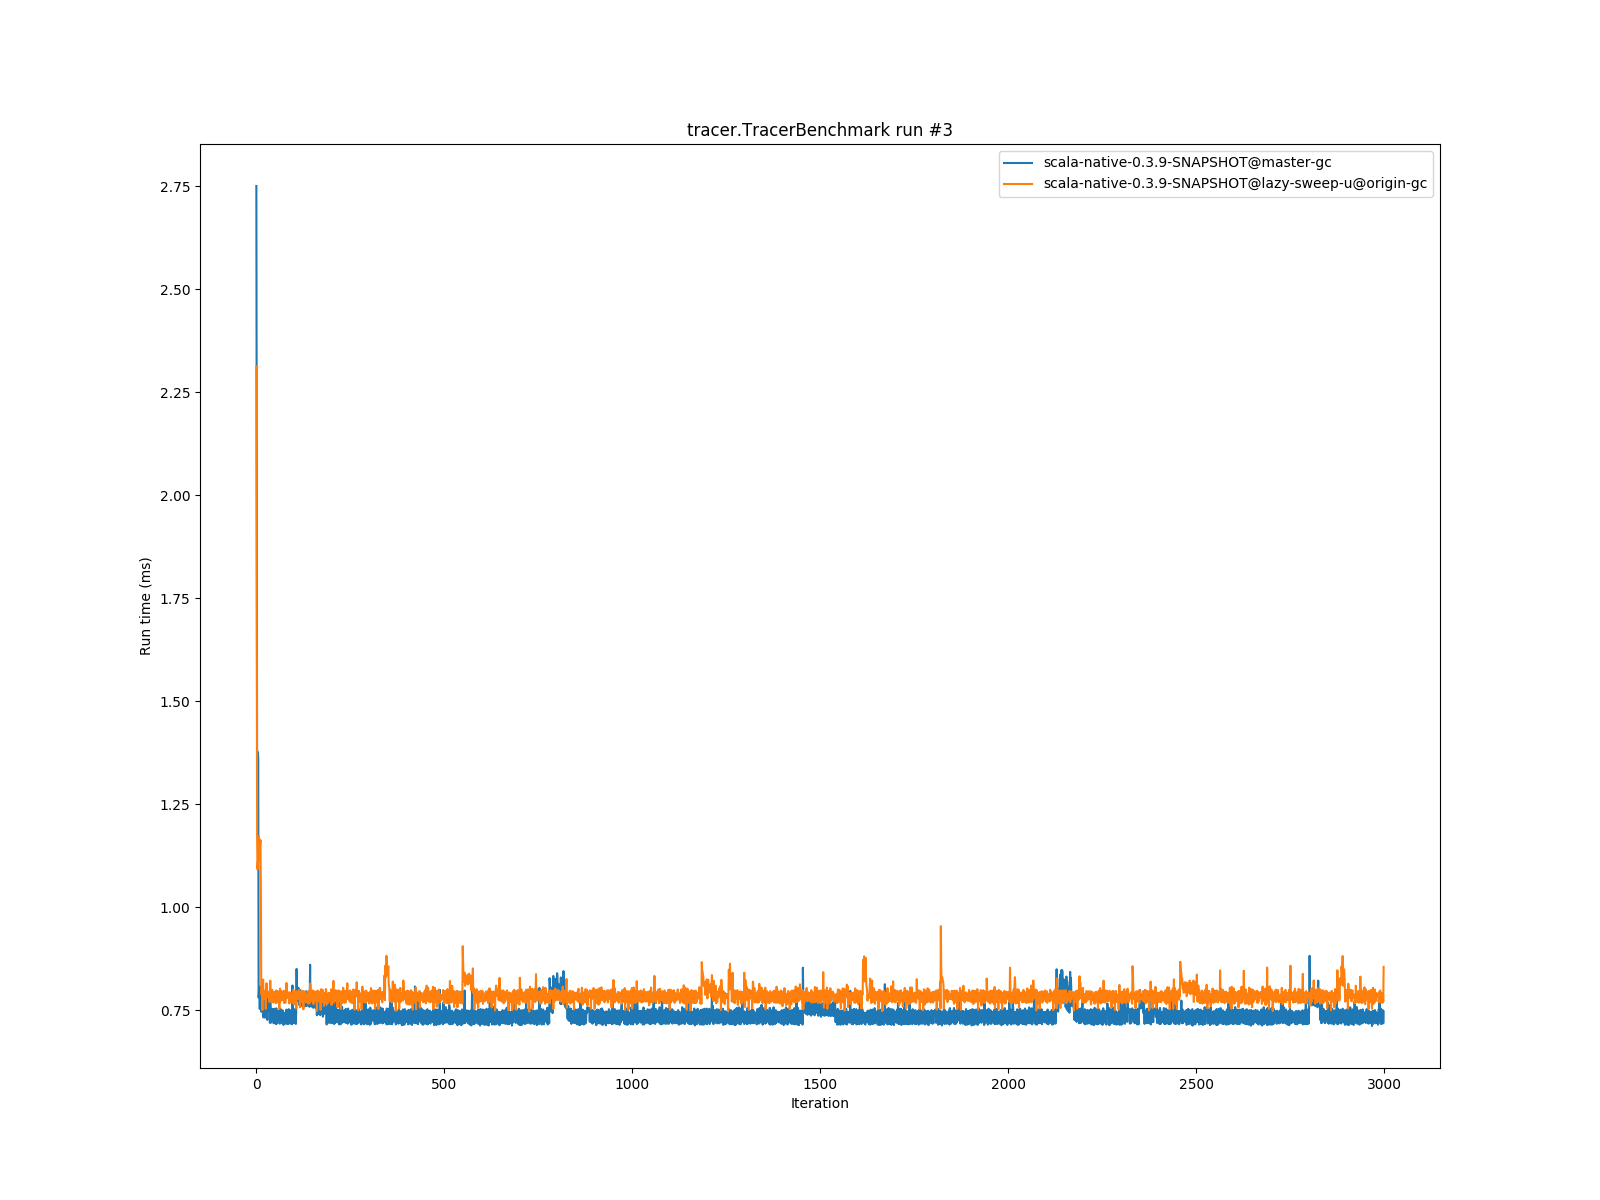 tracer.TracerBenchmark run #3
scala-native-0.3.9-SNAPSHOT@master-gc
scala-native-0.3.9-SNAPSHOT@lazy-sweep-u@origin-gc
2.75
2.50
2.25
2.00
1.75
1.50
1.25
1.00
0.75
Run time (ms)
0 500 1000 1500 2000 2500 3000
Iteration